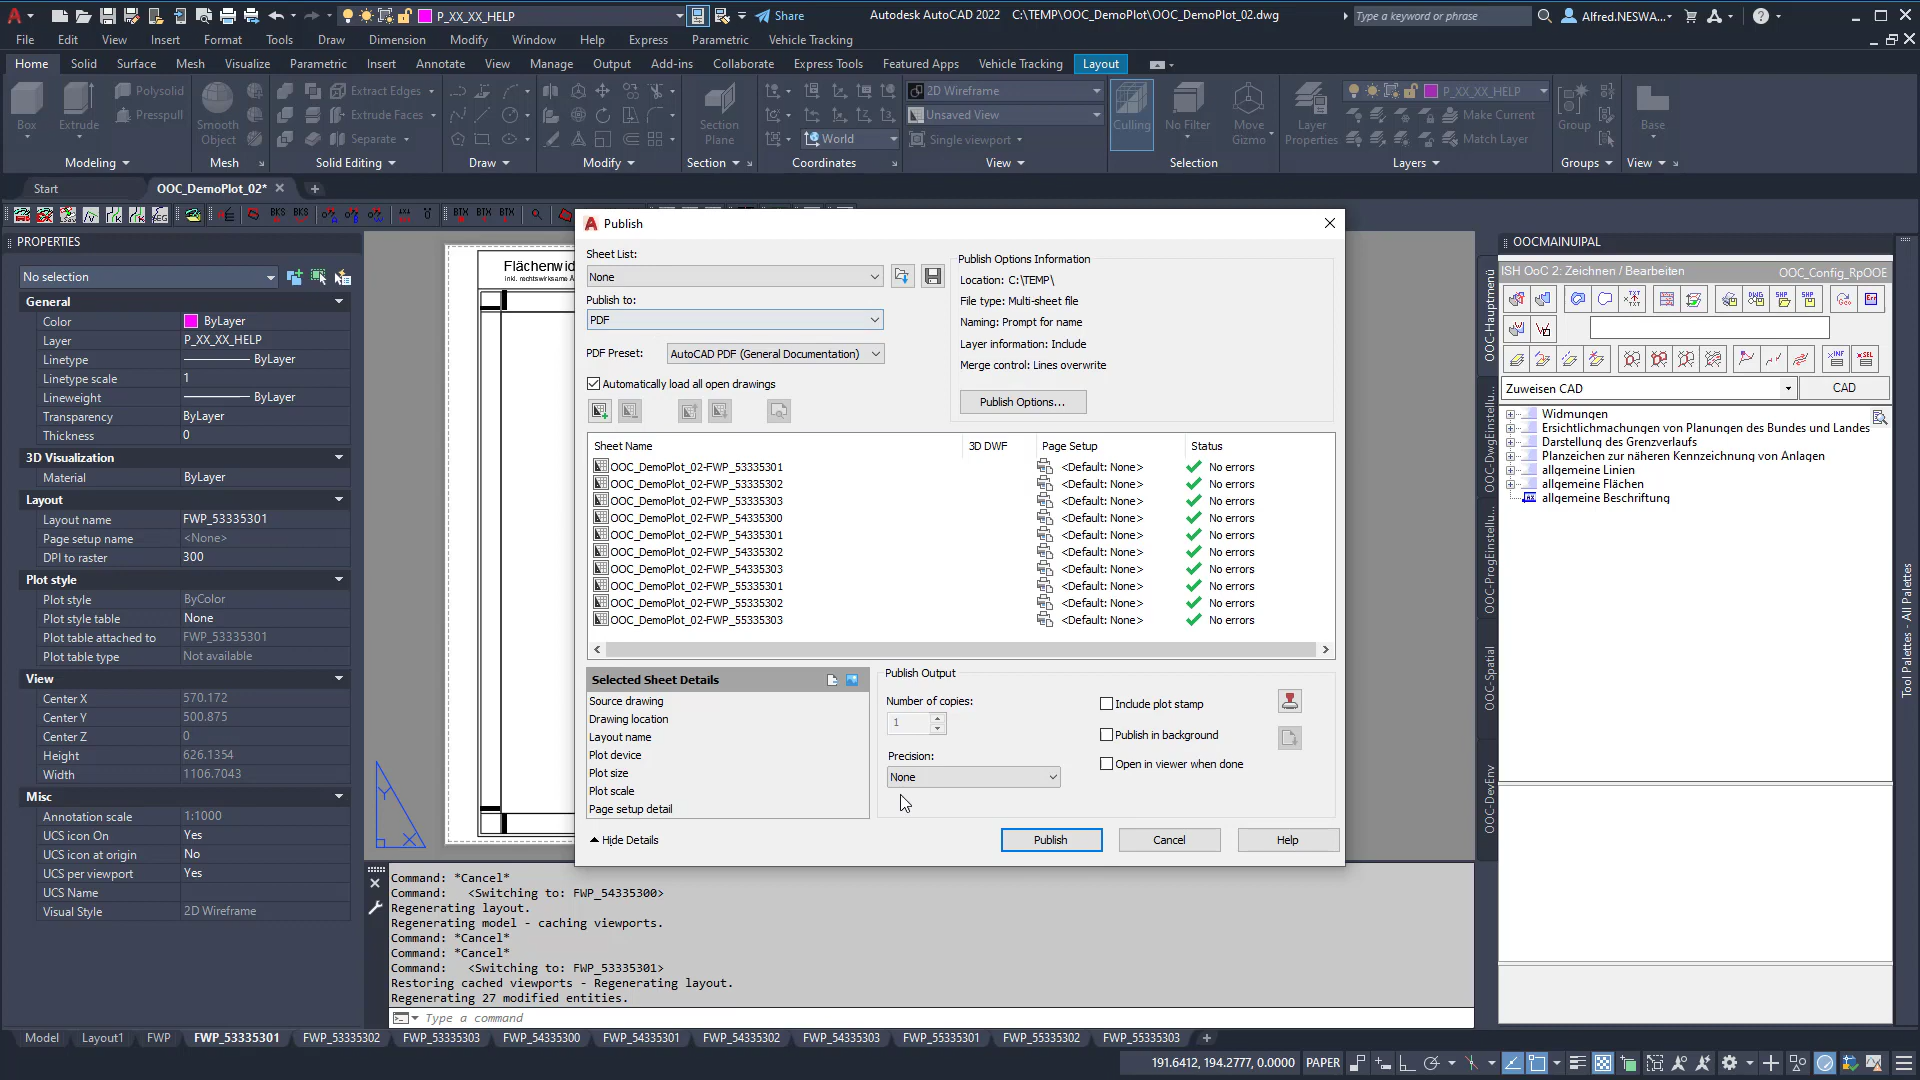 P_XX_XX_HELP
Share
Autodesk AutoCAD 2022 C:\TEMP\OOC_DemoPlot\OOC_DemoPlot_02.dwg
Type a keyword or phrase
Alfred.NESWA...
File Edit View Insert Format Tools Draw Dimension Modify Window Help Express Parametric Vehicle Tracking
Home Solid Surface Mesh Visualize Parametric Insert Annotate View Manage Output Add-ins Collaborate Express Tools Featured Apps Vehicle Tracking Layout
Box
Extrude
Polysolid
Presspull
Smooth Object
Extract Edges
Extrude Faces
Separate
Section Plane
World
2D Wireframe
Unsaved View
Single viewport
Culling
No Filter
Move Gizmo
Layer Properties
P_XX_XX_HELP
Make Current
Match Layer
Group
Base
Modeling Mesh Solid Editing Draw Modify Section Coordinates View Selection Layers Groups View
Start OOC_DemoPlot_02*
BKS BKS
BTX BTX BTX
PROPERTIES
No selection
General
Color ByLayer
Layer P_XX_XX_HELP
Linetype ByLayer
Linetype scale 1
Lineweight ByLayer
Transparency ByLayer
Thickness 0
3D Visualization
Material ByLayer
Layout
Layout name FWP_53335301
Page setup name <None>
DPI to raster 300
Plot style
Plot style ByColor
Plot style table None
Plot table attached to FWP_53335301
Plot table type Not available
View
Center X 570.172
Center Y 500.875
Center Z 0
Height 626.1354
Width 1106.7043
Misc
Annotation scale 1:1000
UCS icon On Yes
UCS icon at origin No
UCS per viewport Yes
UCS Name
Visual Style 2D Wireframe
Flächenwid
Inkl. rechtswirksame Ä
Y
X
Publish
Sheet List:
None
Publish to:
PDF
PDF Preset: AutoCAD PDF (General Documentation)
Automatically load all open drawings
Publish Options Information
Location: C:\TEMP\
File type: Multi-sheet file
Naming: Prompt for name
Layer information: Include
Merge control: Lines overwrite
Publish Options...
Sheet Name 3D DWF Page Setup Status
OOC_DemoPlot_02-FWP_53335301 <Default: None> No errors
OOC_DemoPlot_02-FWP_53335302 <Default: None> No errors
OOC_DemoPlot_02-FWP_53335303 <Default: None> No errors
OOC_DemoPlot_02-FWP_54335300 <Default: None> No errors
OOC_DemoPlot_02-FWP_54335301 <Default: None> No errors
OOC_DemoPlot_02-FWP_54335302 <Default: None> No errors
OOC_DemoPlot_02-FWP_54335303 <Default: None> No errors
OOC_DemoPlot_02-FWP_55335301 <Default: None> No errors
OOC_DemoPlot_02-FWP_55335302 <Default: None> No errors
OOC_DemoPlot_02-FWP_55335303 <Default: None> No errors
Selected Sheet Details
Source drawing
Drawing location
Layout name
Plot device
Plot size
Plot scale
Page setup detail
Publish Output
Number of copies:
1
Precision:
None
Include plot stamp
Publish in background
Open in viewer when done
Hide Details
Publish Cancel Help
Command: *Cancel*
Command: <Switching to: FWP_54335300>
Regenerating layout.
Regenerating model - caching viewports.
Command: *Cancel*
Command: *Cancel*
Command: <Switching to: FWP_53335301>
Restoring cached viewports - Regenerating layout.
Regenerating 27 modified entities.
Type a command
OOCMAINUIPAL
ISH OoC 2: Zeichnen / Bearbeiten OOC_Config_RpOOE
TXT
DWG SHP SHP
Err
INF SEL
Zuweisen CAD
CAD
Widmungen
Ersichtlichmachungen von Planungen des Bundes und Landes
Darstellung des Grenzverlaufs
Planzeichen zur näheren Kennzeichnung von Anlagen
allgemeine Linien
allgemeine Flächen
allgemeine Beschriftung
OOC-Hauptmenü
OOC-DwgEinstellu...
OOC-ProgEinstellu...
OOC-Spatial
OOC-DevEnv
Tool Palettes - All Palettes
Model Layout1 FWP FWP_53335301 FWP_53335302 FWP_53335303 FWP_54335300 FWP_54335301 FWP_54335302 FWP_54335303 FWP_55335301 FWP_55335302 FWP_55335303
191.6412, 194.2777, 0.0000 PAPER